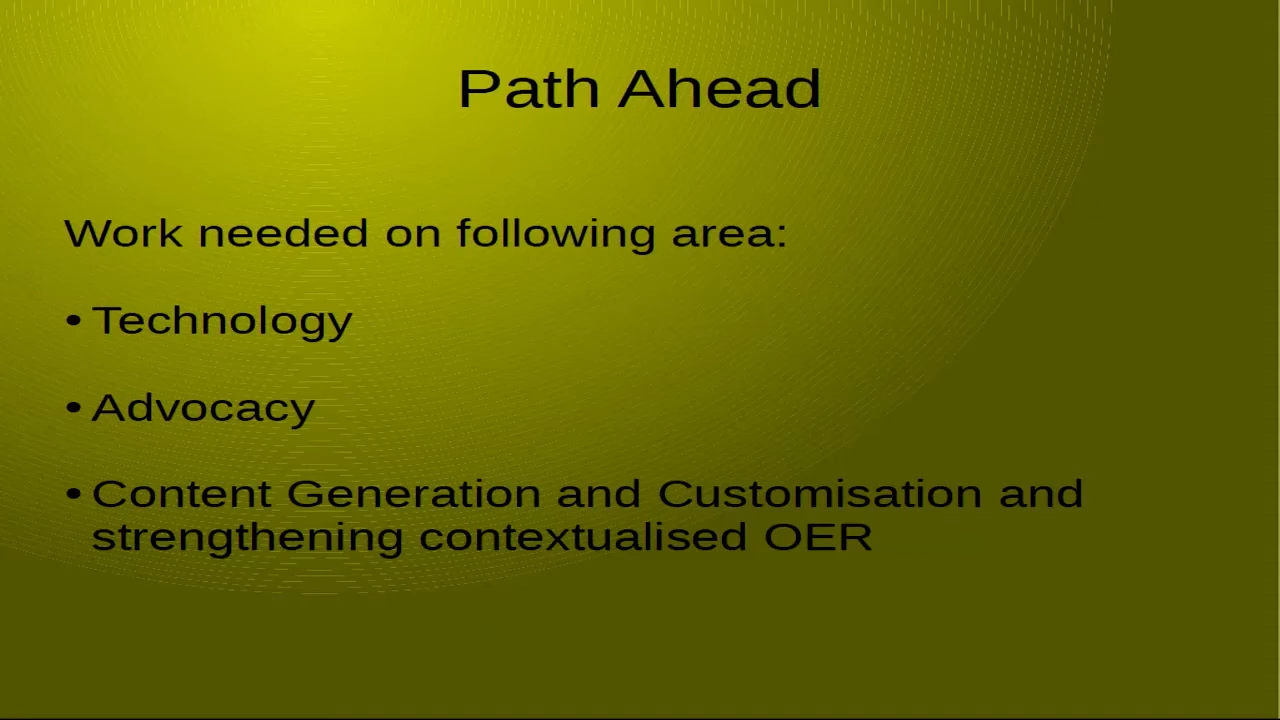 Path Ahead
Work needed on following area:
• Technology
• Advocacy
• Content Generation and Customisation and
strengthening contextualised OER